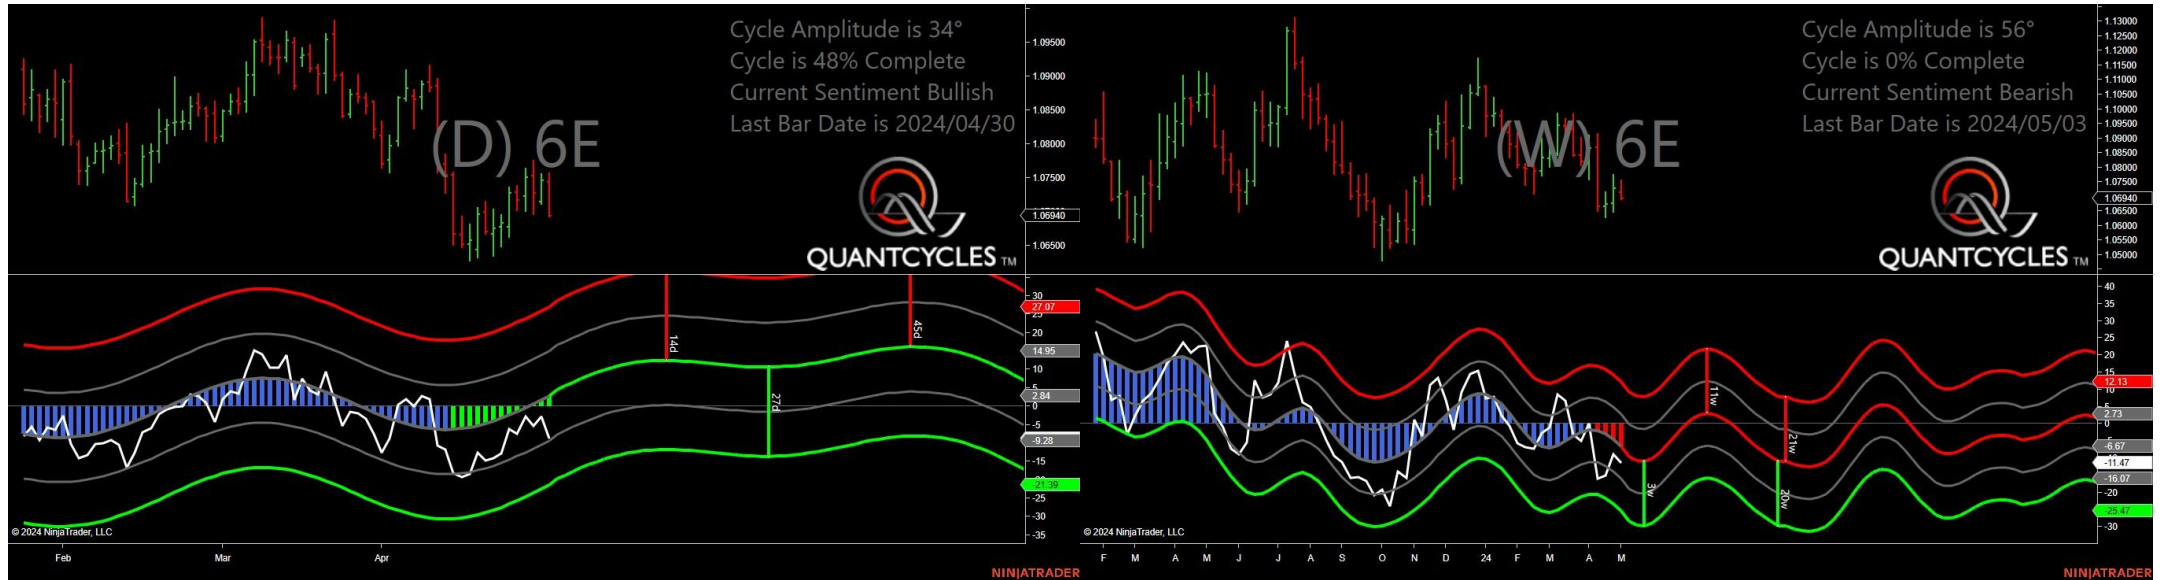 Cycle Amplitude is 34°
Cycle is 48% Complete
Current Sentiment Bullish
Last Bar Date is 2024/04/30
(D) 6E
QUANTCYCLES TM
1.09500
1.09000
1.08500
1.08000
1.07500
1.06940
1.06500
14d
45d
27d
30
27.07
20
14.95
10
5
2.84
0
-5
-9.28
-15
-21.39
-25
-30
-35
© 2024 NinjaTrader, LLC
Feb Mar Apr
NINJATRADER
Cycle Amplitude is 56°
Cycle is 0% Complete
Current Sentiment Bearish
Last Bar Date is 2024/05/03
(W) 6E
QUANTCYCLES TM
1.13000
1.12500
1.12000
1.11500
1.11000
1.10500
1.10000
1.09500
1.09000
1.08500
1.08000
1.07500
1.06940
1.06500
1.06000
1.05500
1.05000
11w
21w
3w
20w
40
35
30
25
20
15
12.13
5
2.73
0
-6.67
-11.47
-16.07
-20
-25.47
-30
© 2024 NinjaTrader, LLC
F M A M J J A S O N D 24 F M A M
NINJATRADER